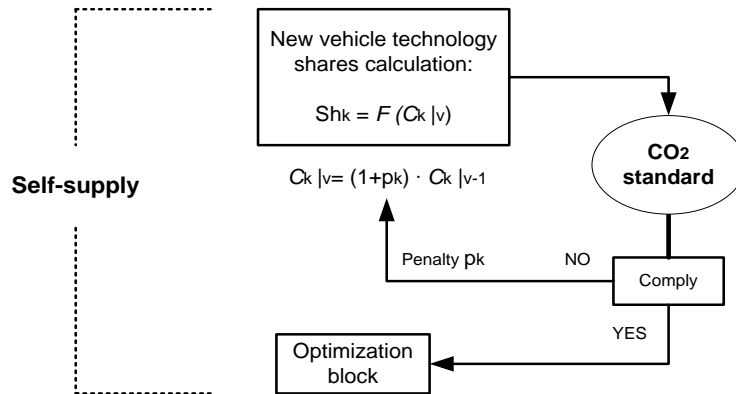 New vehicle technology
shares calculation:
Shk = F (Ck |v)
CO2
standard
Self-supply
Ck |v= (1+pk) · Ck |v-1
Penalty pk
NO
Comply
YES
Optimization
block